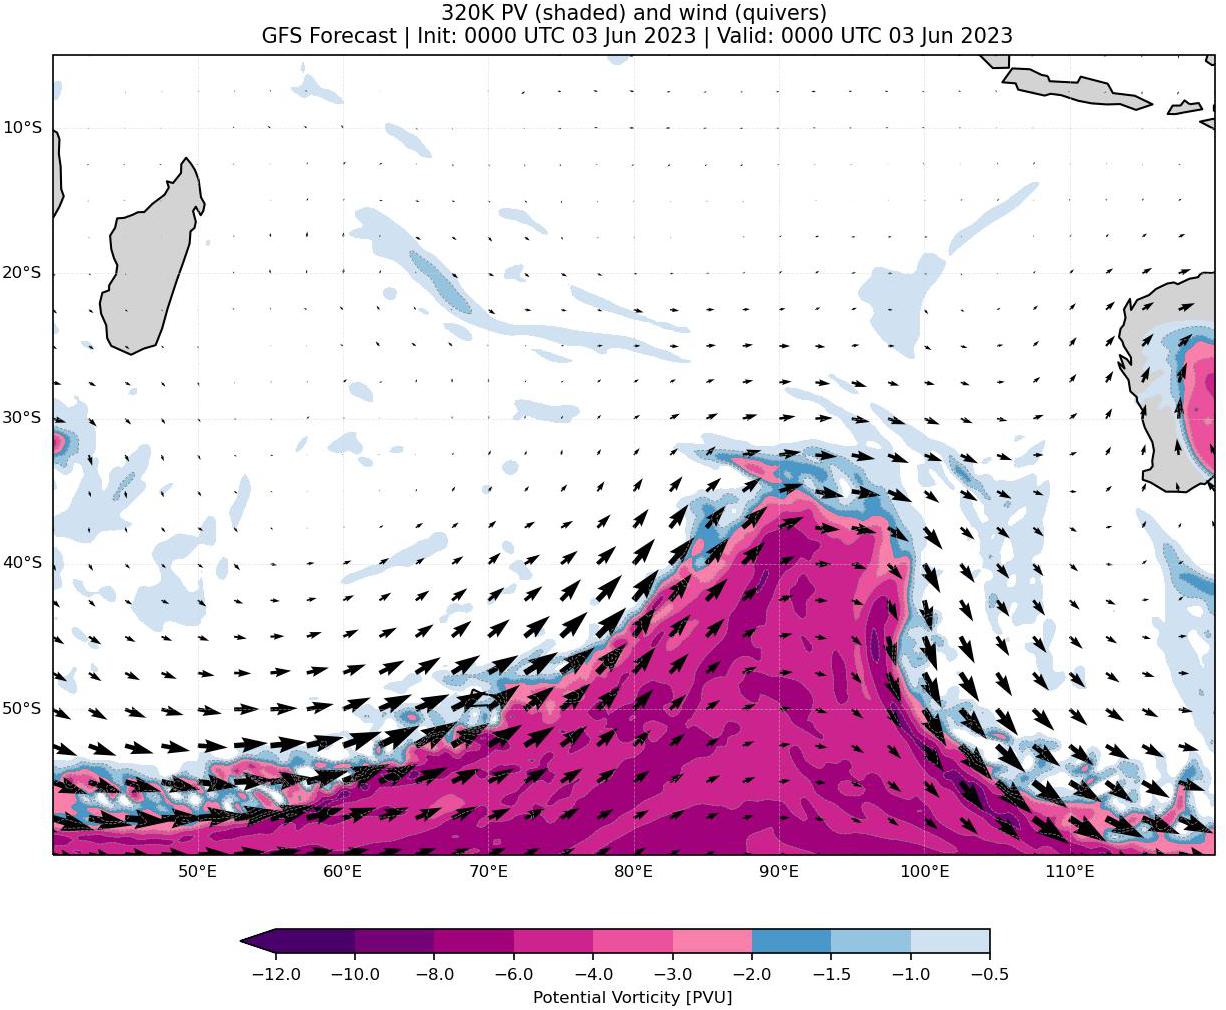 320K PV (shaded) and wind (quivers)
GFS Forecast | Init: 0000 UTC 03 Jun 2023 | Valid: 0000 UTC 03 Jun 2023
10°S
20°S
30°S
40°S
50°S
50°E 60°E 70°E 80°E 90°E 100°E 110°E
−12.0 −10.0 −8.0 −6.0 −4.0 −3.0 −2.0 −1.5 −1.0 −0.5
Potential Vorticity [PVU]